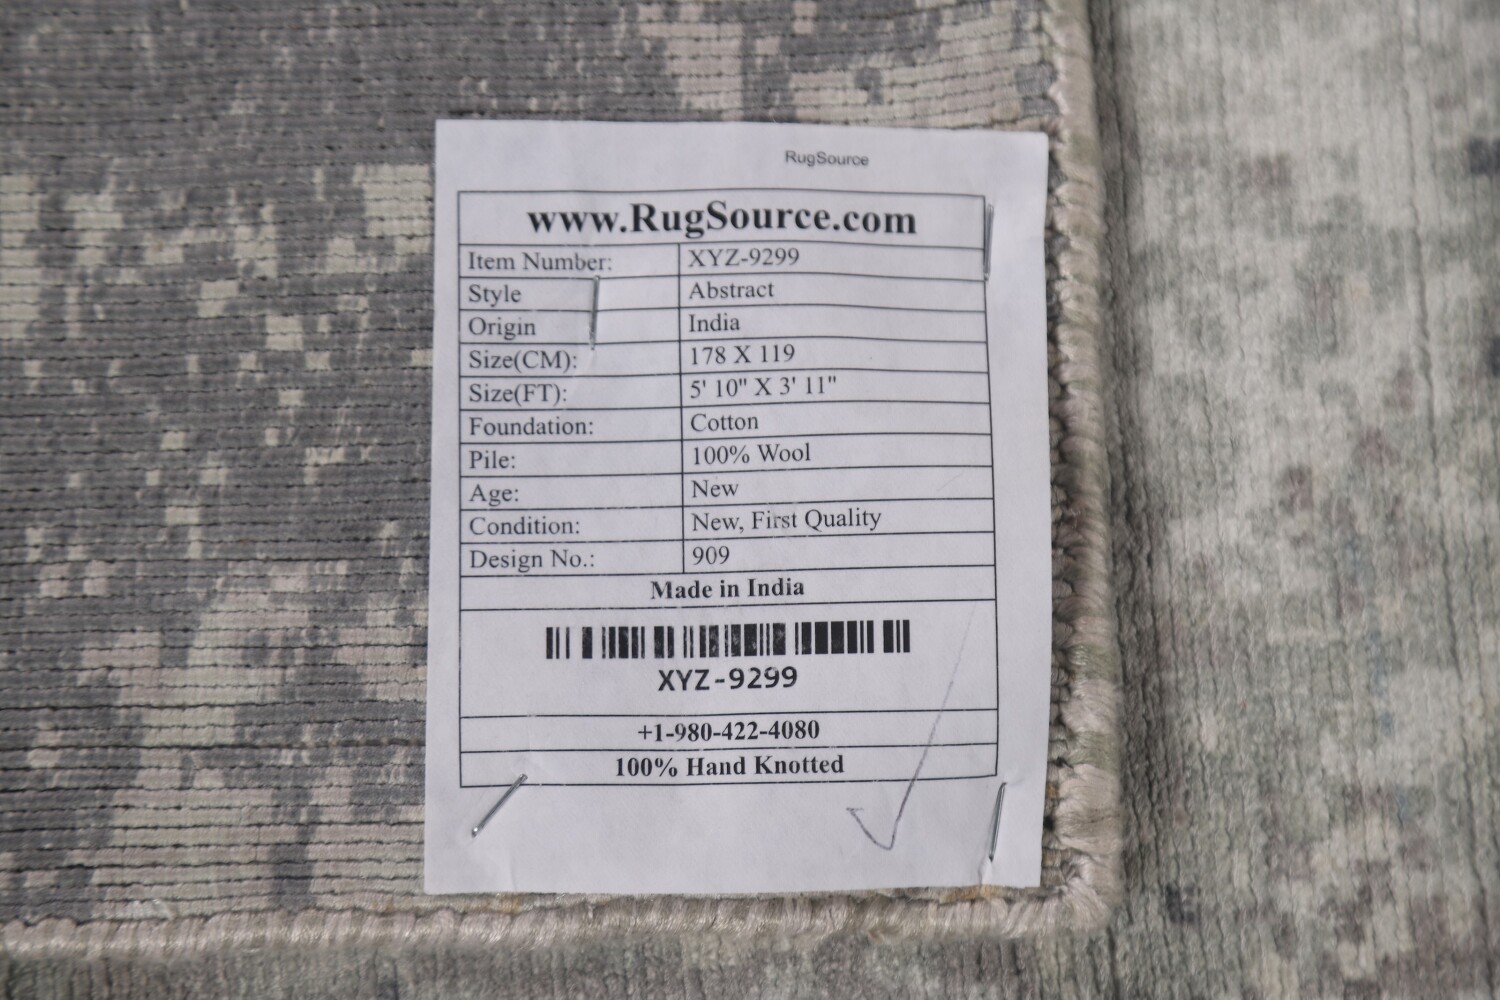 RugSource
www.RugSource.com
Item Number: XYZ-9299
Style Abstract
Origin India
Size(CM): 178 X 119
Size(FT): 5' 10" X 3' 11"
Foundation: Cotton
Pile: 100% Wool
Age: New
Condition: New, First Quality
Design No.: 909
Made in India
XYZ-9299
+1-980-422-4080
100% Hand Knotted